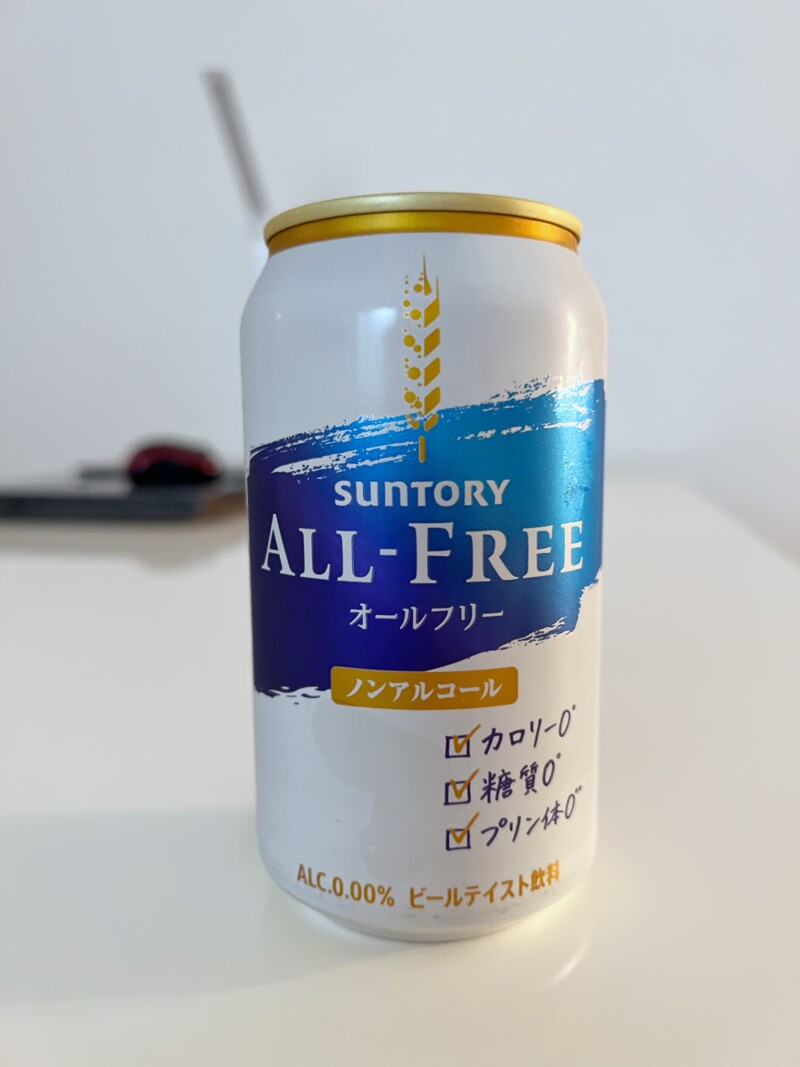 SUNTORY
ALL-FREE
オールフリー
ノンアルコール
カロリー0*
糖質0*
プリン体0**
ALC.0.00% ビールテイスト飲料